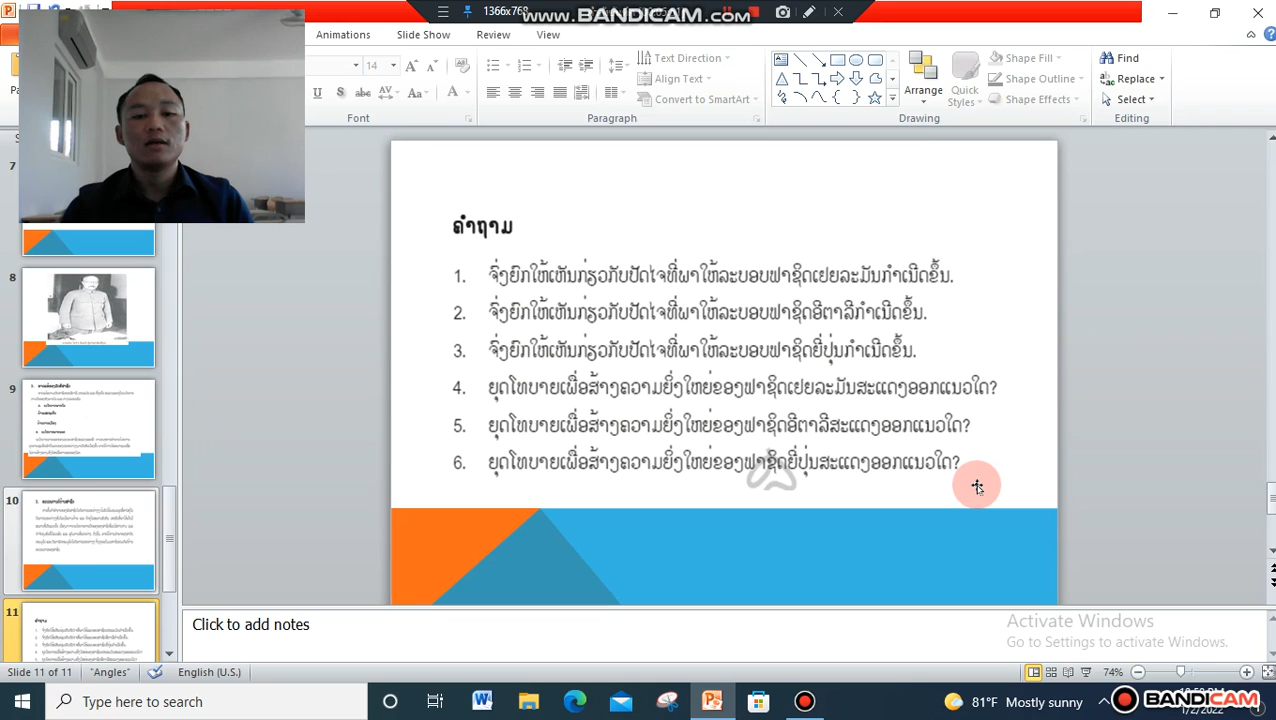 1366x768
www.BANDICAM.com
Animations Slide Show Review View
14 Text Direction Shape Fill Find
Align Text Arrange Quick Styles Shape Outline Replace
Convert to SmartArt Shape Effects Select
Font Paragraph Drawing Editing
7
8
9
10
11
ຄຳຖາມ
1. ຈົ່ງຍົກໃຫ້ເຫັນກ່ຽວກັບປັດໄຈທີ່ພາໃຫ້ລະບອບຟາຊິດເຢຍລະມັນກຳເນີດຂຶ້ນ.
2. ຈົ່ງຍົກໃຫ້ເຫັນກ່ຽວກັບປັດໄຈທີ່ພາໃຫ້ລະບອບຟາຊິດອີຕາລີກຳເນີດຂຶ້ນ.
3. ຈົ່ງຍົກໃຫ້ເຫັນກ່ຽວກັບປັດໄຈທີ່ພາໃຫ້ລະບອບຟາຊິດຍີ່ປຸ່ນກຳເນີດຂຶ້ນ.
4. ຍຸດໂທບາຍເພື່ອສ້າງຄວາມຍິ່ງໃຫຍ່ຂອງຟາຊິດເຢຍລະມັນສະແດງອອກແນວໃດ?
5. ຍຸດໂທບາຍເພື່ອສ້າງຄວາມຍິ່ງໃຫຍ່ຂອງຟາຊິດອີຕາລີສະແດງອອກແນວໃດ?
6. ຍຸດໂທບາຍເພື່ອສ້າງຄວາມຍິ່ງໃຫຍ່ຂອງຟາຊິດຍີ່ປຸ່ນສະແດງອອກແນວໃດ?
Click to add notes
Activate Windows
Go to Settings to activate Windows.
Slide 11 of 11 "Angles" English (U.S.) 74%
Type here to search 81°F Mostly sunny BANDICAM
1/2/2022